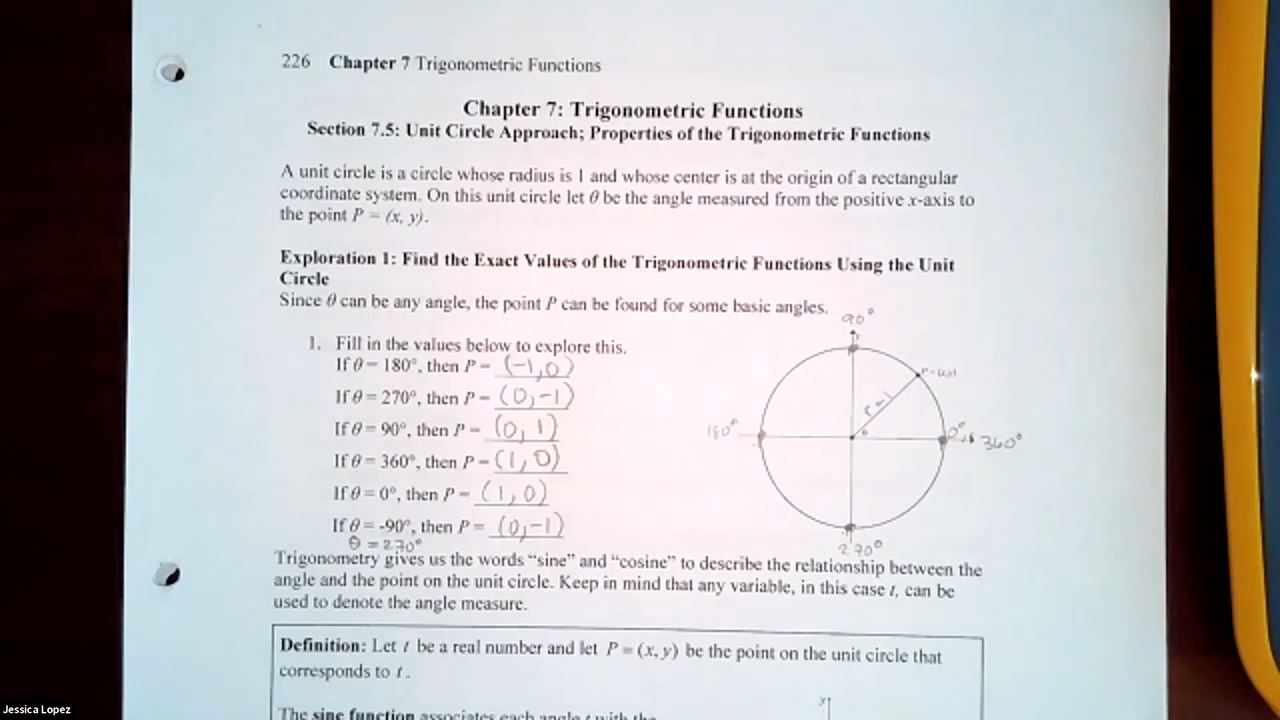 226 Chapter 7 Trigonometric Functions
Chapter 7: Trigonometric Functions
Section 7.5: Unit Circle Approach; Properties of the Trigonometric Functions
A unit circle is a circle whose radius is 1 and whose center is at the origin of a rectangular
coordinate system. On this unit circle let θ be the angle measured from the positive x-axis to
the point P = (x, y).
Exploration 1: Find the Exact Values of the Trigonometric Functions Using the Unit
Circle
Since θ can be any angle, the point P can be found for some basic angles.
1. Fill in the values below to explore this.
If θ = 180°, then P = (-1,0)
If θ = 270°, then P = (0,-1)
If θ = 90°, then P = (0, 1)
If θ = 360°, then P = (1, 0)
If θ = 0°, then P = (1, 0)
If θ = -90°, then P = (0,-1)
θ = 270°
90°
r=1
180°
0°
360°
270°
Trigonometry gives us the words “sine” and “cosine” to describe the relationship between the
angle and the point on the unit circle. Keep in mind that any variable, in this case t, can be
used to denote the angle measure.
Definition: Let t be a real number and let P = (x, y) be the point on the unit circle that
corresponds to t.
The sine function associates each angle t with the
y
Jessica Lopez